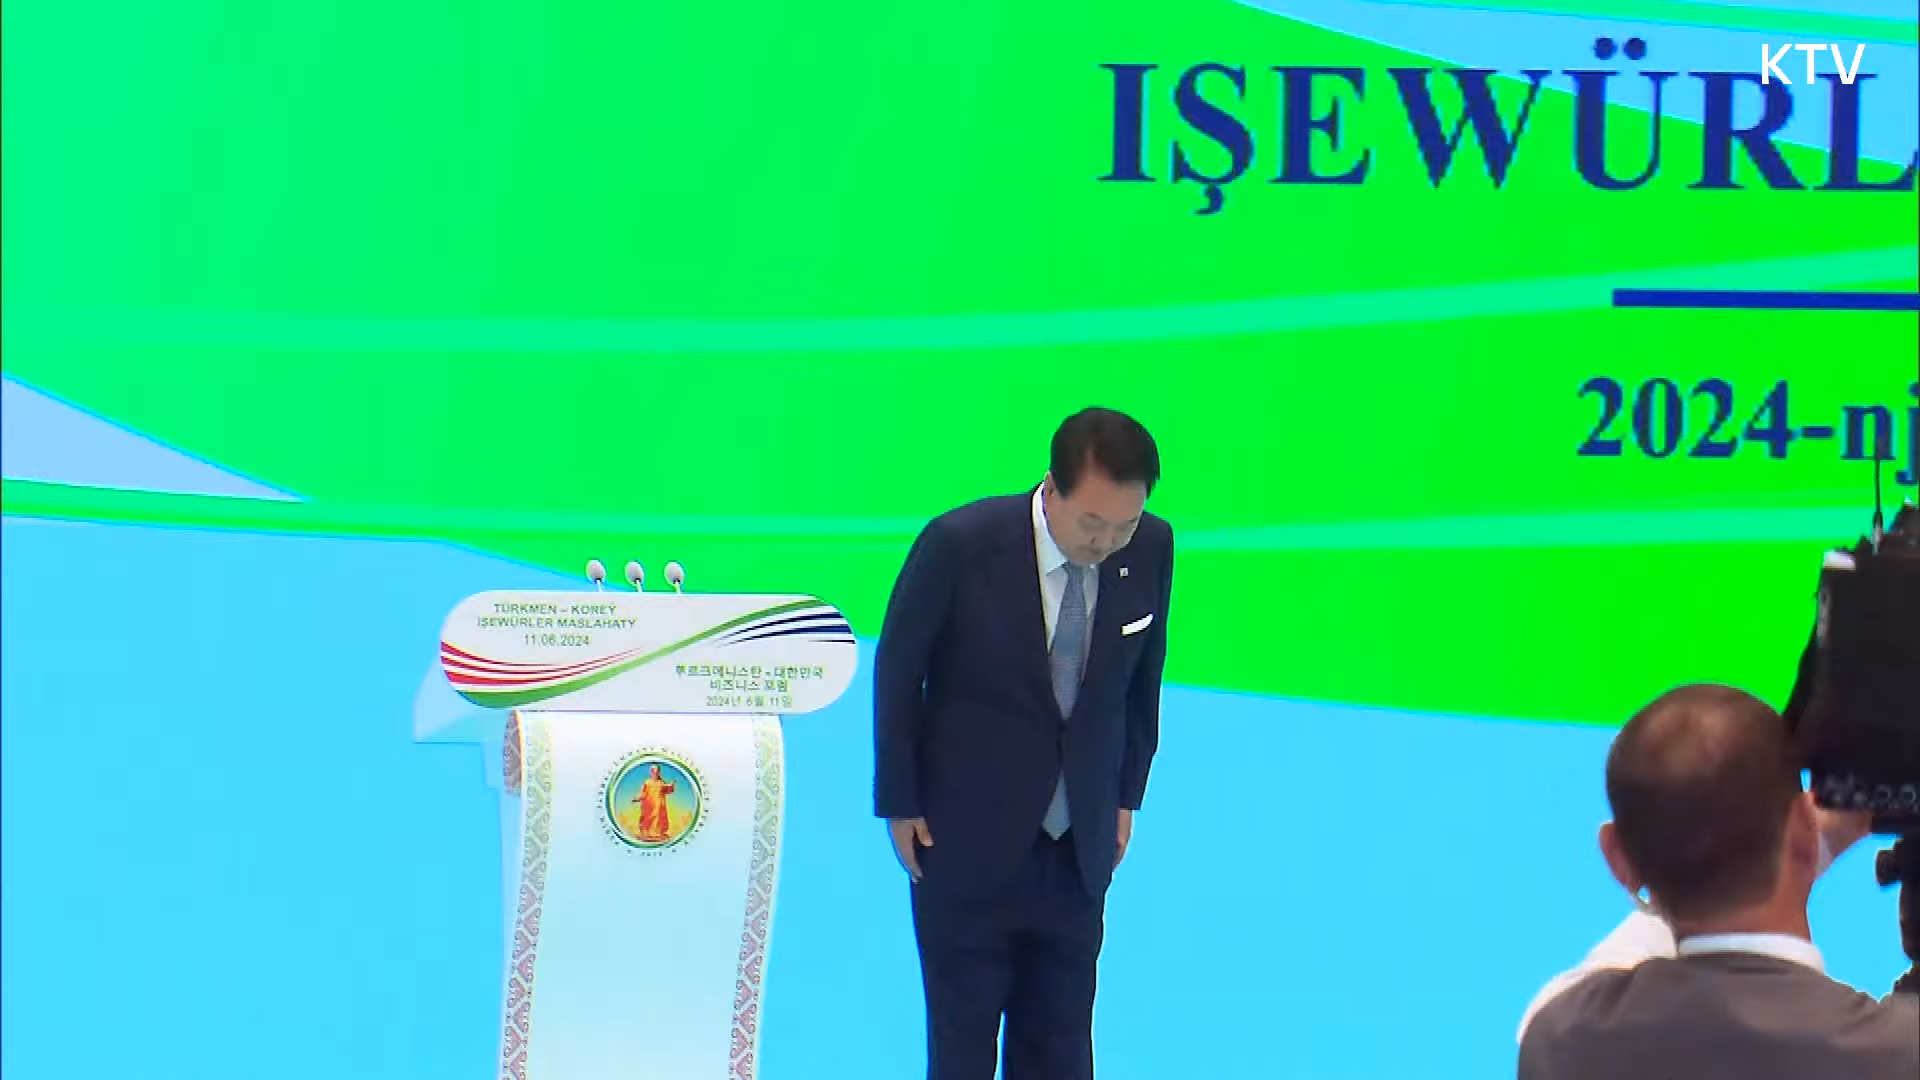 KTV
IŞEWÜRL
2024-nj
TÜRKMEN – KOREY
IŞEWÜRLER MASLAHATY
11.06.2024
투르크메니스탄 - 대한민국
비즈니스 포럼
2024년 6월 11일